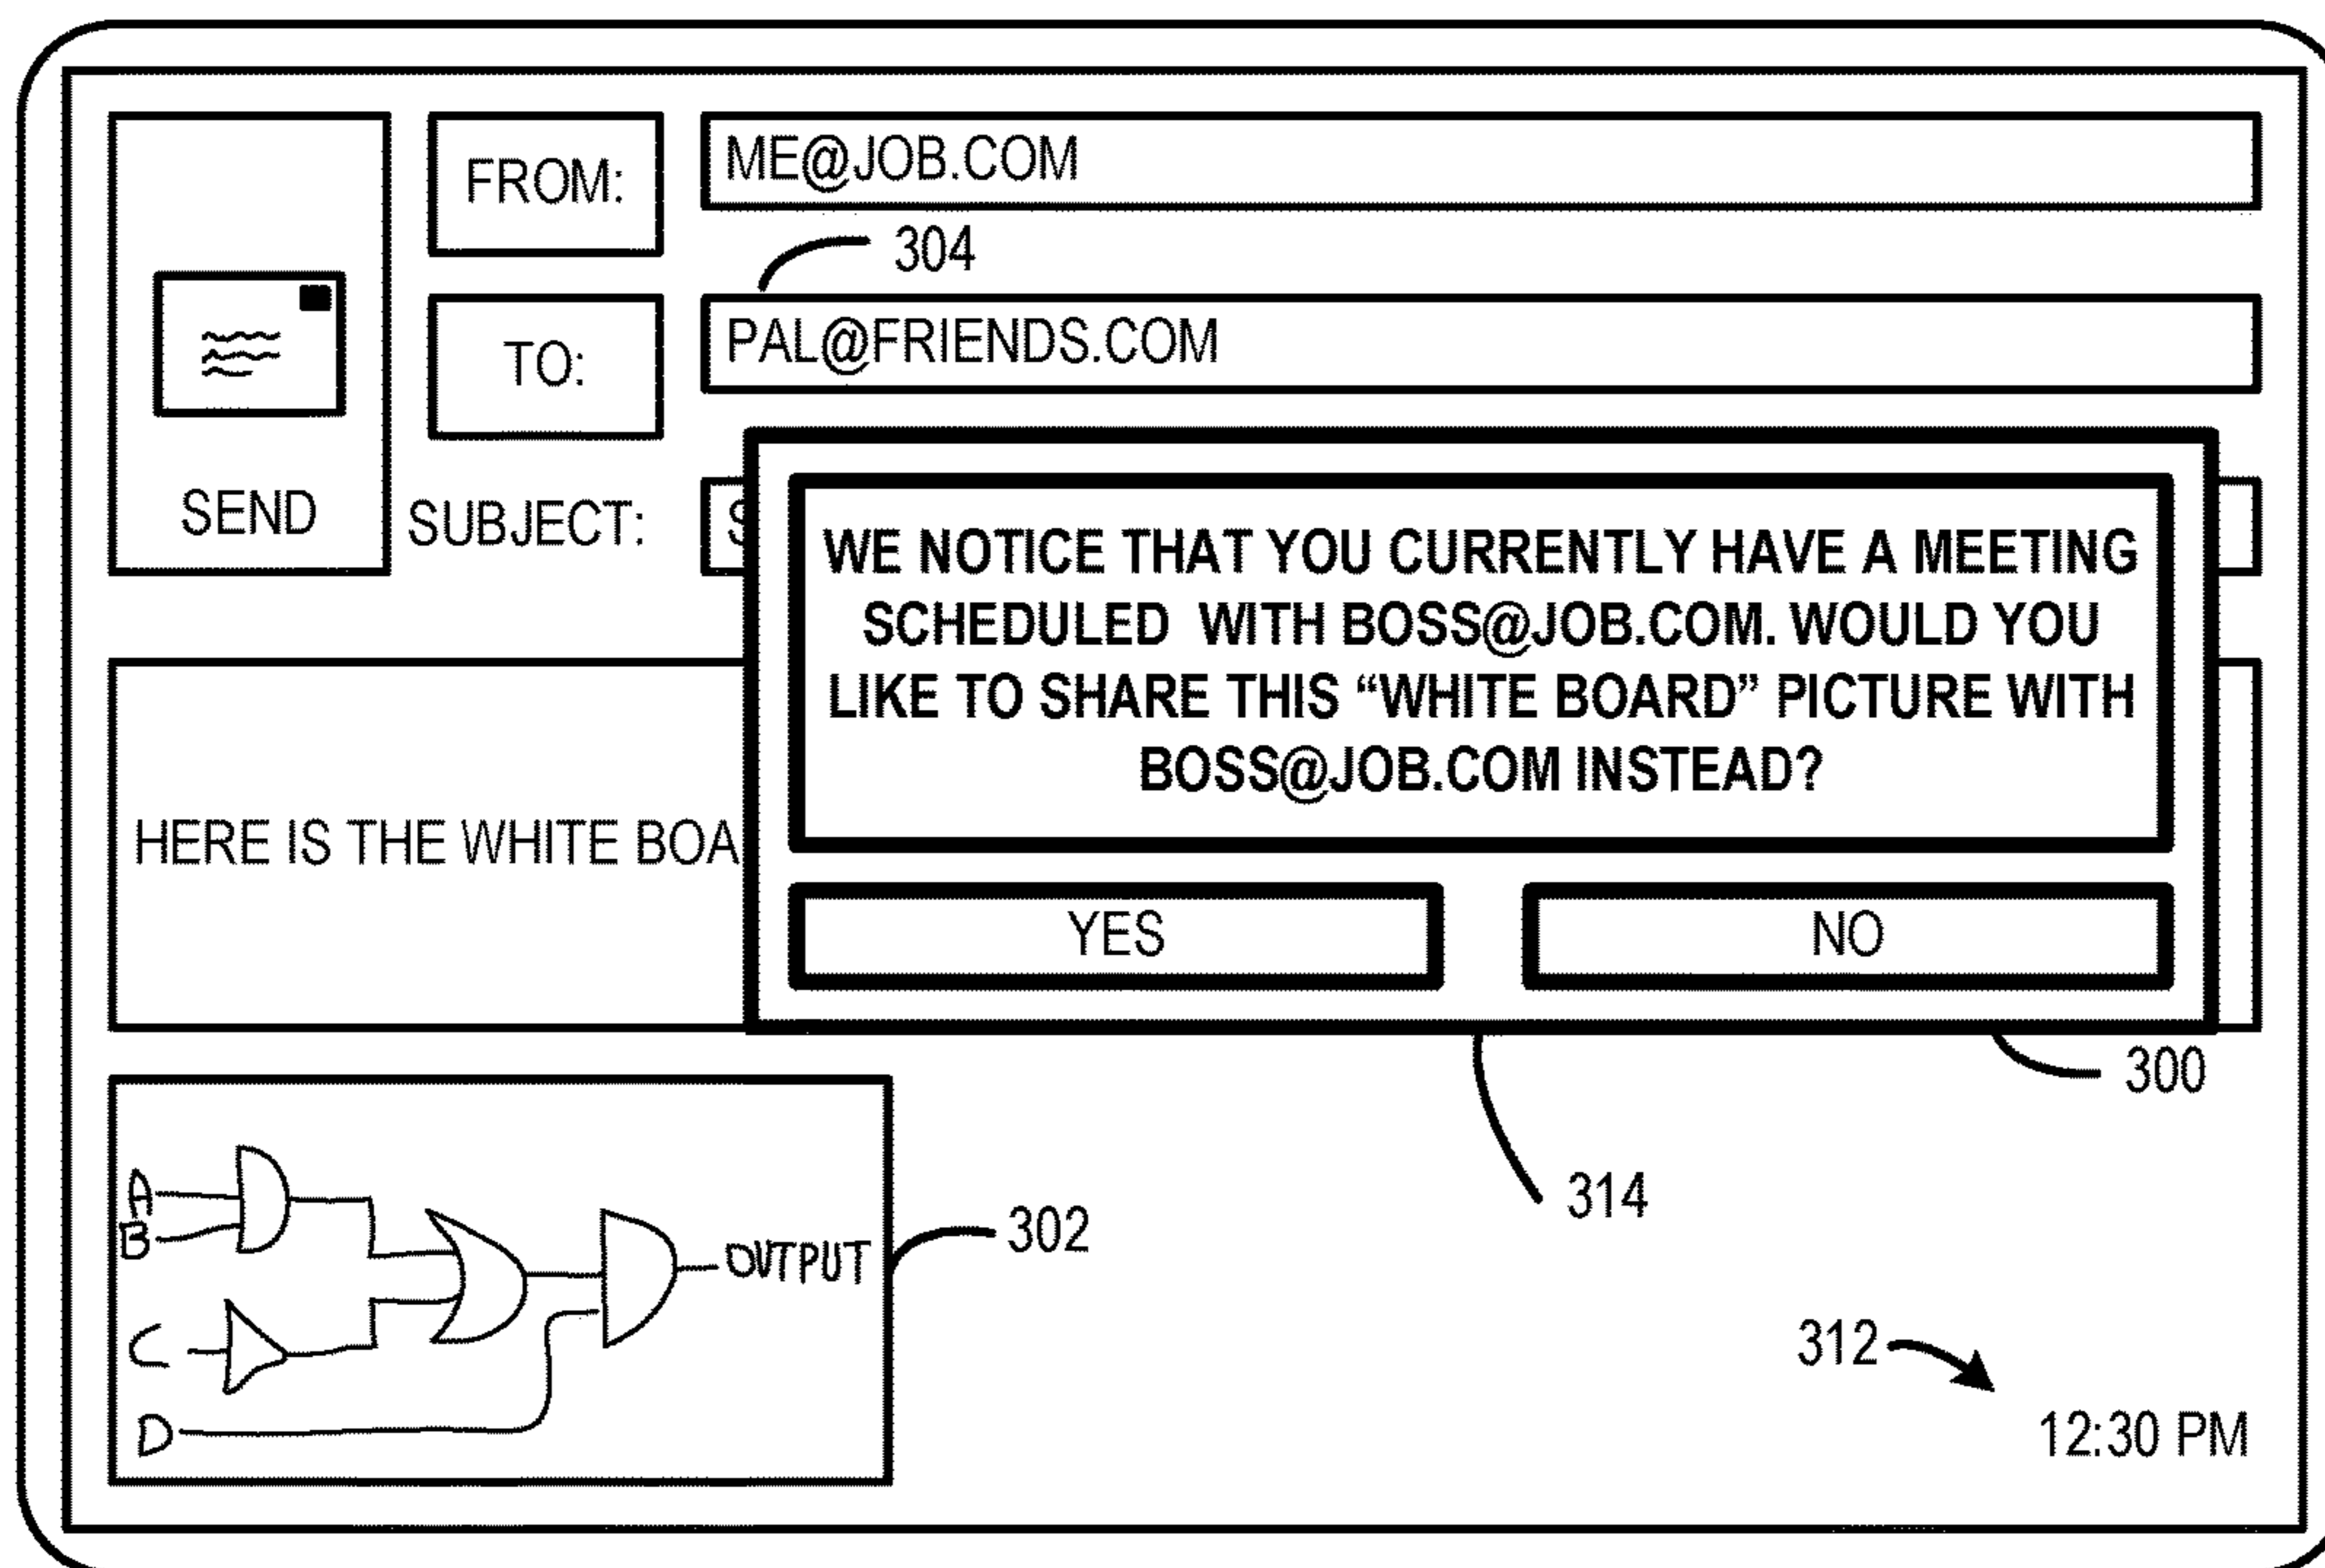 FROM:
ME@JOB.COM
304
TO:
PAL@FRIENDS.COM
SEND
SUBJECT:
S
WE NOTICE THAT YOU CURRENTLY HAVE A MEETING
SCHEDULED WITH BOSS@JOB.COM. WOULD YOU
LIKE TO SHARE THIS “WHITE BOARD” PICTURE WITH
BOSS@JOB.COM INSTEAD?
HERE IS THE WHITE BOA
YES
NO
300
314
302
A
B
C
D
OUTPUT
312
12:30 PM